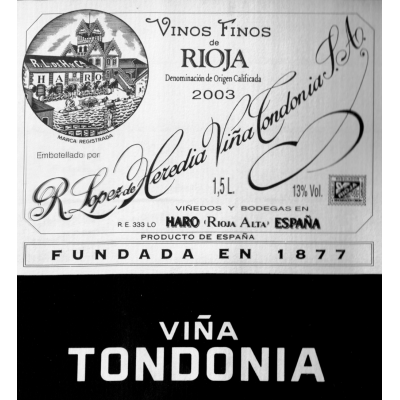 VINOS FINOS
DE
RIOJA
Denominación de Origen Calificada
2003
R. L. DE H. & Cª
HARO
MARCA REGISTRADA
Embotellado por:
R. Lopez de Heredia Viña Tondonia S.A.
1,5 L.
13% Vol.
VIÑEDOS Y BODEGAS EN
R E 333 LO HARO (RIOJA ALTA) ESPAÑA
PRODUCTO DE ESPAÑA
FUNDADA EN 1877
VIÑA
TONDONIA